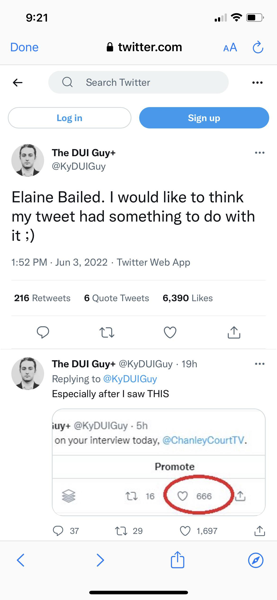 9:21
Done
twitter.com
AA
Search Twitter
Log in
Sign up
The DUI Guy+
@KyDUIGuy
Elaine Bailed. I would like to think
my tweet had something to do with
it ;)
1:52 PM · Jun 3, 2022 · Twitter Web App
216 Retweets 6 Quote Tweets 6,390 Likes
The DUI Guy+ @KyDUIGuy · 19h
Replying to @KyDUIGuy
Especially after I saw THIS
uy+ @KyDUIGuy · 5h
on your interview today, @ChanleyCourtTV.
Promote
16 666
37 29 1,697